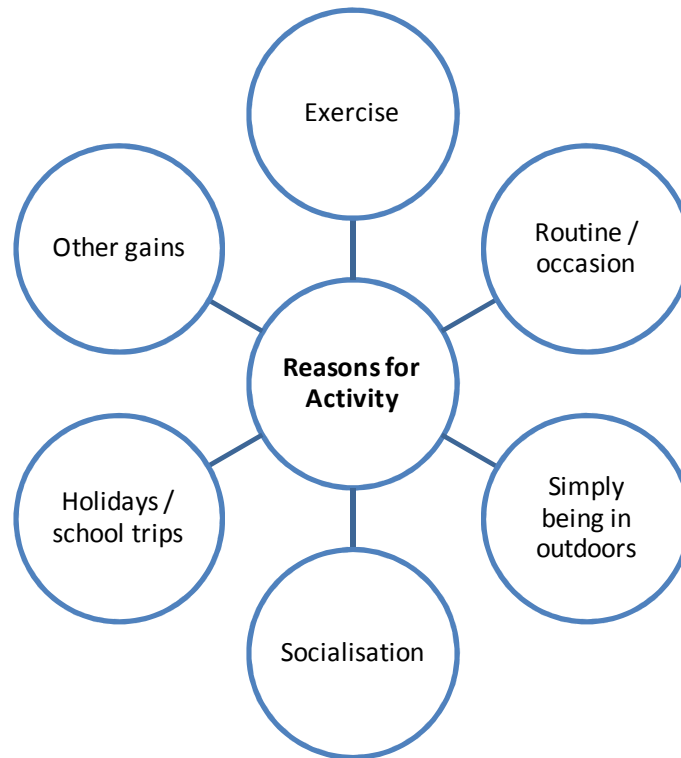 Exercise
Other gains
Routine /
occasion
Reasons for
Activity
Holidays /
school trips
Simply
being in
outdoors
Socialisation